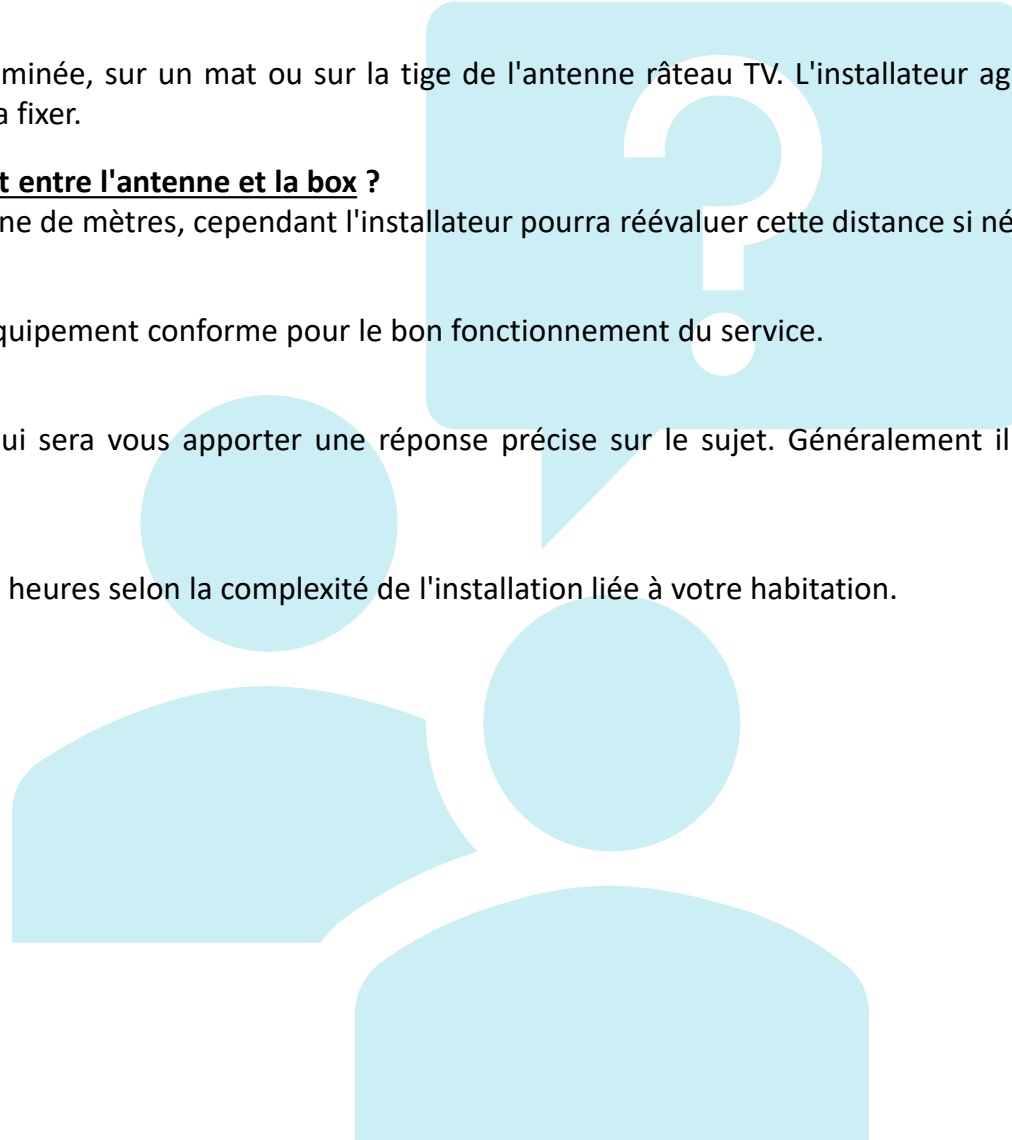 minée, sur un mat ou sur la tige de l'antenne râteau TV. L'installateur ag
a fixer.
t entre l'antenne et la box ?
ne de mètres, cependant l'installateur pourra réévaluer cette distance si né
quipement conforme pour le bon fonctionnement du service.
ui sera vous apporter une réponse précise sur le sujet. Généralement il
heures selon la complexité de l'installation liée à votre habitation.
?